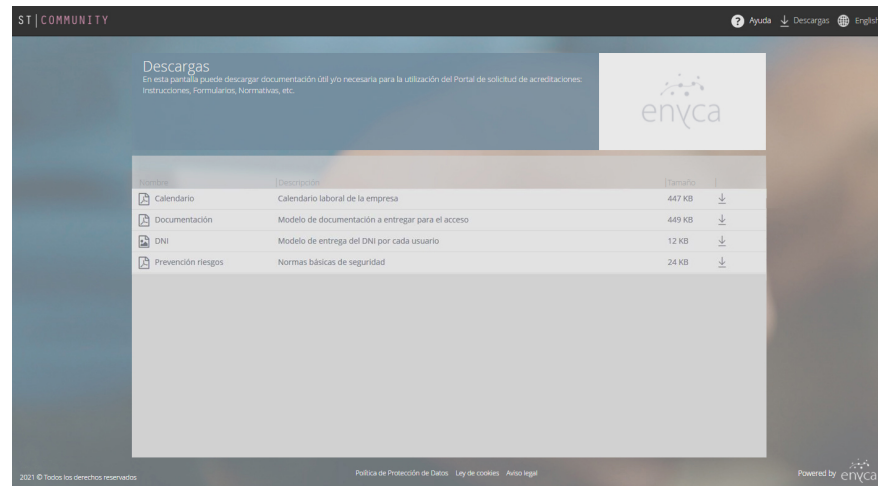 ST|COMMUNITY
Ayuda Descargas English
Descargas
En esta pantalla puede descargar documentación útil y/o necesaria para la utilización del Portal de solicitud de acreditaciones:
Instrucciones, Formularios, Normativas, etc.
enyca
Nombre Descripción Tamaño
Calendario Calendario laboral de la empresa 447 KB
Documentación Modelo de documentación a entregar para el acceso 449 KB
DNI Modelo de entrega del DNI por cada usuario 12 KB
Prevención riesgos Normas básicas de seguridad 24 KB
2021 © Todos los derechos reservados Política de Protección de Datos Ley de cookies Aviso legal Powered by enyca